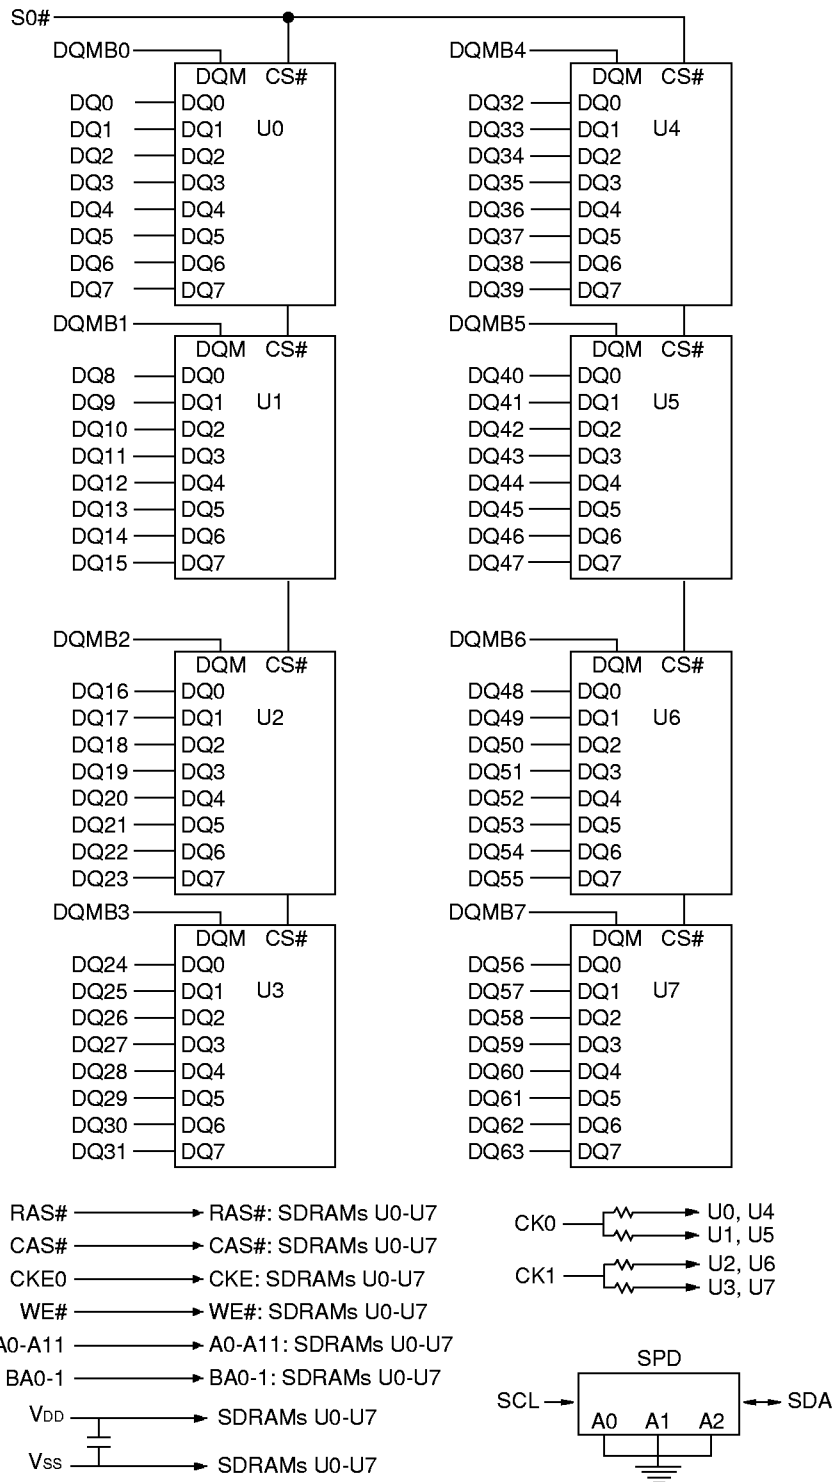 S0#
DQMB0
DQM CS#
DQ0 DQ0
DQ1 DQ1 U0
DQ2 DQ2
DQ3 DQ3
DQ4 DQ4
DQ5 DQ5
DQ6 DQ6
DQ7 DQ7
DQMB1
DQM CS#
DQ8 DQ0
DQ9 DQ1 U1
DQ10 DQ2
DQ11 DQ3
DQ12 DQ4
DQ13 DQ5
DQ14 DQ6
DQ15 DQ7
DQMB2
DQM CS#
DQ16 DQ0
DQ17 DQ1 U2
DQ18 DQ2
DQ19 DQ3
DQ20 DQ4
DQ21 DQ5
DQ22 DQ6
DQ23 DQ7
DQMB3
DQM CS#
DQ24 DQ0
DQ25 DQ1 U3
DQ26 DQ2
DQ27 DQ3
DQ28 DQ4
DQ29 DQ5
DQ30 DQ6
DQ31 DQ7
DQMB4
DQM CS#
DQ32 DQ0
DQ33 DQ1 U4
DQ34 DQ2
DQ35 DQ3
DQ36 DQ4
DQ37 DQ5
DQ38 DQ6
DQ39 DQ7
DQMB5
DQM CS#
DQ40 DQ0
DQ41 DQ1 U5
DQ42 DQ2
DQ43 DQ3
DQ44 DQ4
DQ45 DQ5
DQ46 DQ6
DQ47 DQ7
DQMB6
DQM CS#
DQ48 DQ0
DQ49 DQ1 U6
DQ50 DQ2
DQ51 DQ3
DQ52 DQ4
DQ53 DQ5
DQ54 DQ6
DQ55 DQ7
DQMB7
DQM CS#
DQ56 DQ0
DQ57 DQ1 U7
DQ58 DQ2
DQ59 DQ3
DQ60 DQ4
DQ61 DQ5
DQ62 DQ6
DQ63 DQ7
RAS# RAS#: SDRAMs U0-U7
CAS# CAS#: SDRAMs U0-U7
CKE0 CKE: SDRAMs U0-U7
WE# WE#: SDRAMs U0-U7
A0-A11 A0-A11: SDRAMs U0-U7
BA0-1 BA0-1: SDRAMs U0-U7
VDD SDRAMs U0-U7
VSS SDRAMs U0-U7
CK0
U0, U4
U1, U5
CK1
U2, U6
U3, U7
SPD
SCL SDA
A0 A1 A2